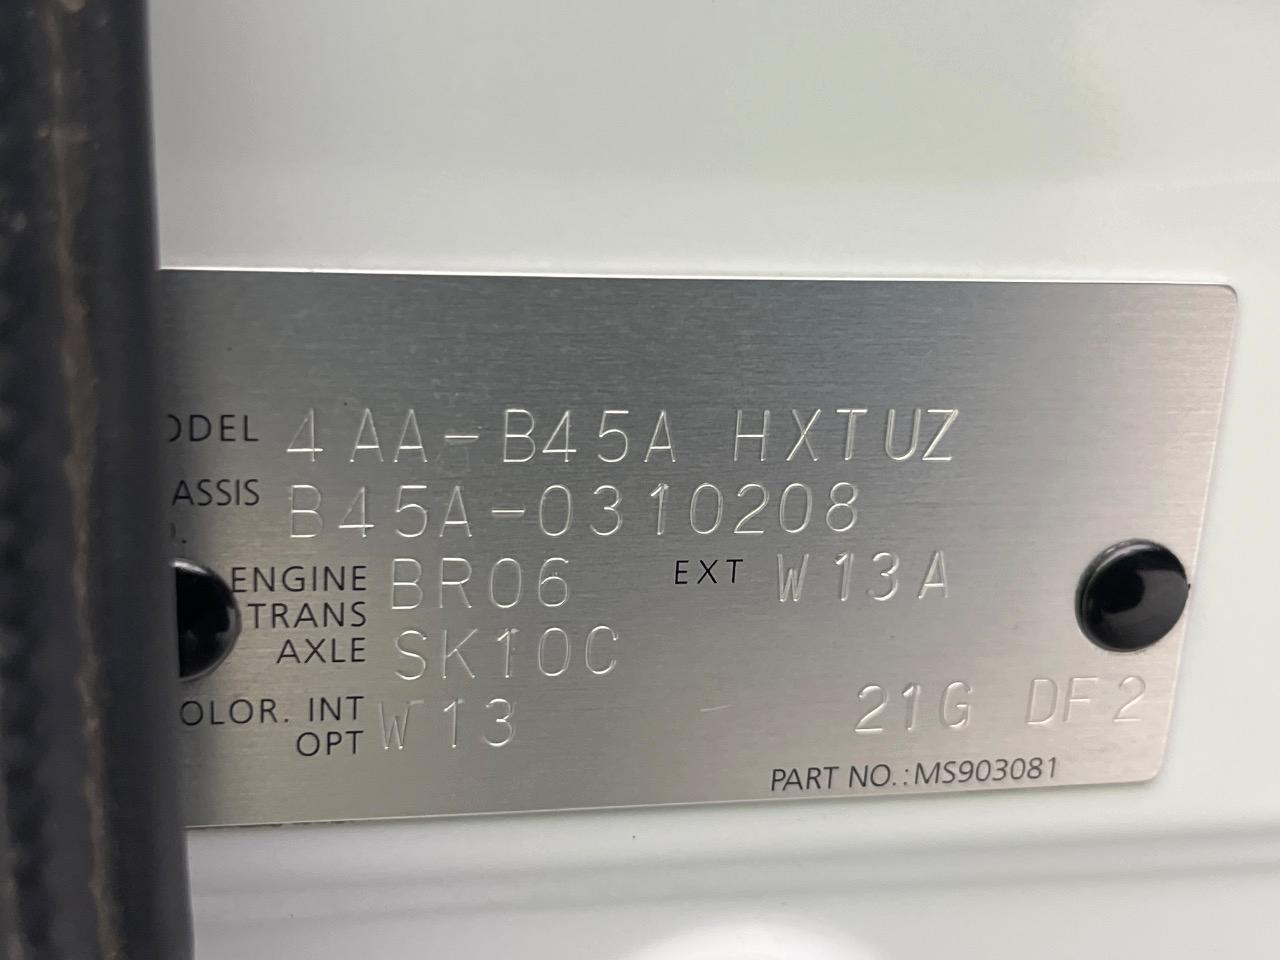 ODEL 4AA-B45A HXTUZ
ASSIS B45A-0310208
ENGINE BR06 EXT W13A
TRANS
AXLE SK10C
OLOR. INT W13 21G DF2
OPT
PART NO.:MS903081